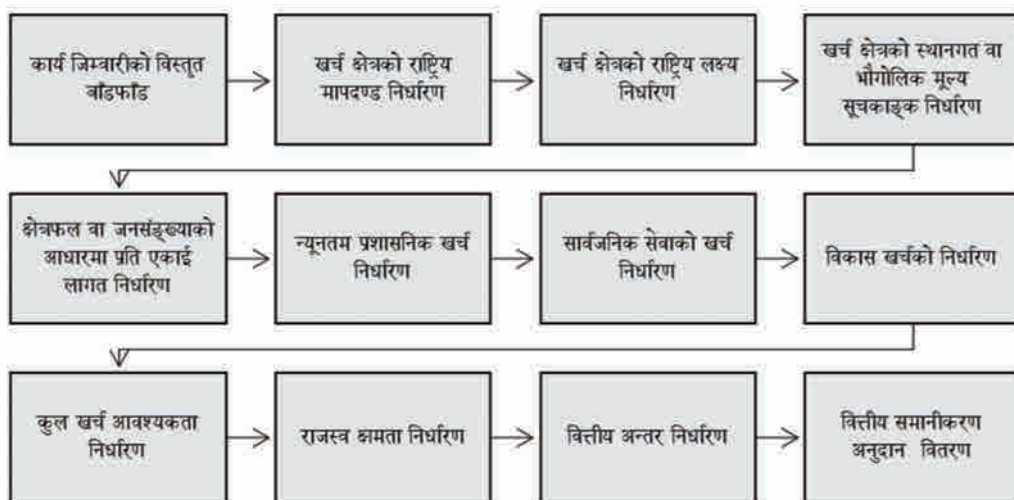 कार्य जिम्वारीको विस्तृत
वाँडफाँड
खर्च क्षेत्रको राष्ट्रिय
मापदण्ड निर्धारण
खर्च क्षेत्रको राष्ट्रिय लक्ष्य
निर्धारण
खर्च क्षेत्रको स्थानगत वा
भौगोलिक मूल्य
सूचकाङ्क निर्धारण
क्षेत्रफल वा जनसंङ्ख्याको
आधारमा प्रति एकाई
लागत निर्धारण
न्यूनतम प्रशासनिक खर्च
निर्धारण
सार्वजनिक सेवाको खर्च
निर्धारण
विकास खर्चको निर्धारण
कुल खर्च आवश्यकता
निर्धारण
राजस्व क्षमता निर्धारण
वित्तीय अन्तर निर्धारण
वित्तीय समानीकरण
अनुदान वितरण